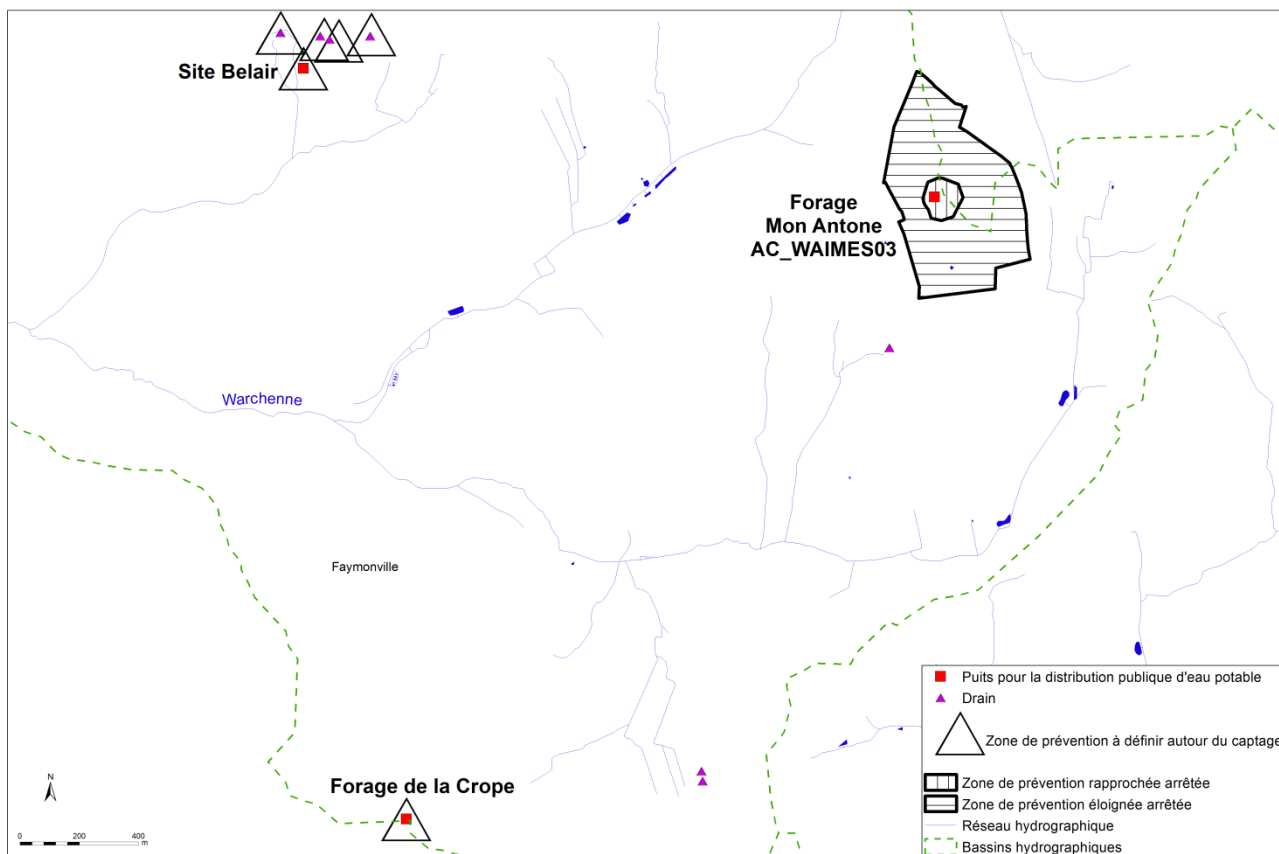 Site Belair
Forage
Mon Antone
AC_WAIMES03
Warchenne
Faymonville
Forage de la Crope
N
0 200 400
m
Puits pour la distribution publique d'eau potable
Drain
Zone de prévention à définir autour du captage
Zone de prévention rapprochée arrêtée
Zone de prévention éloignée arrêtée
Réseau hydrographique
Bassins hydrographiques